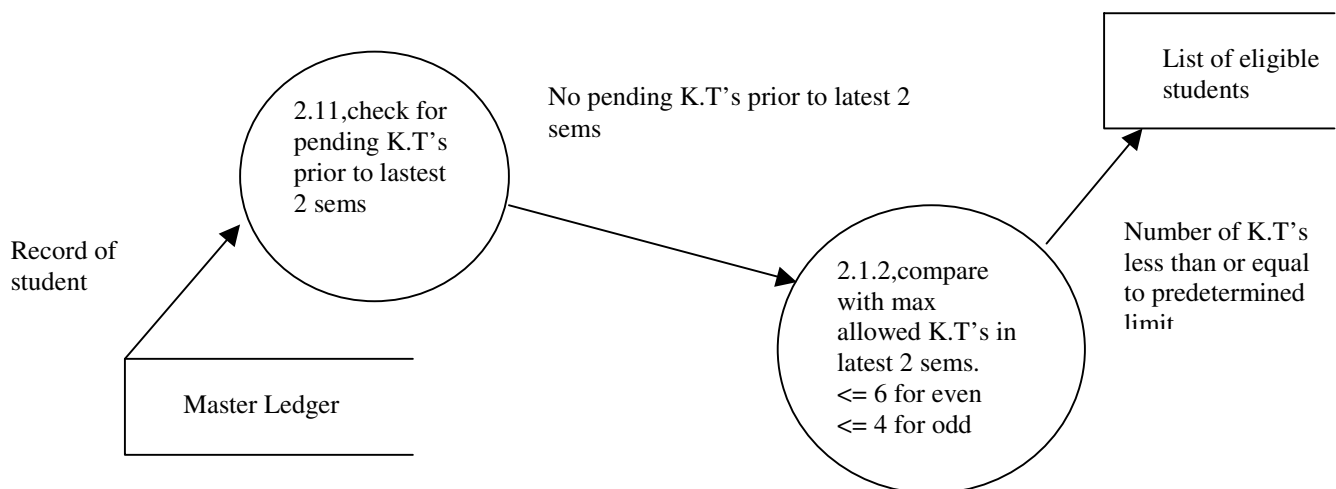 List of eligible
students
2.11,check for
pending K.T's
prior to lastest
2 sems
No pending K.T's prior to latest 2
sems
Record of
student
Number of K.T's
less than or equal
to predetermined
limit
2.1.2,compare
with max
allowed K.T's in
latest 2 sems.
<= 6 for even
<= 4 for odd
Master Ledger